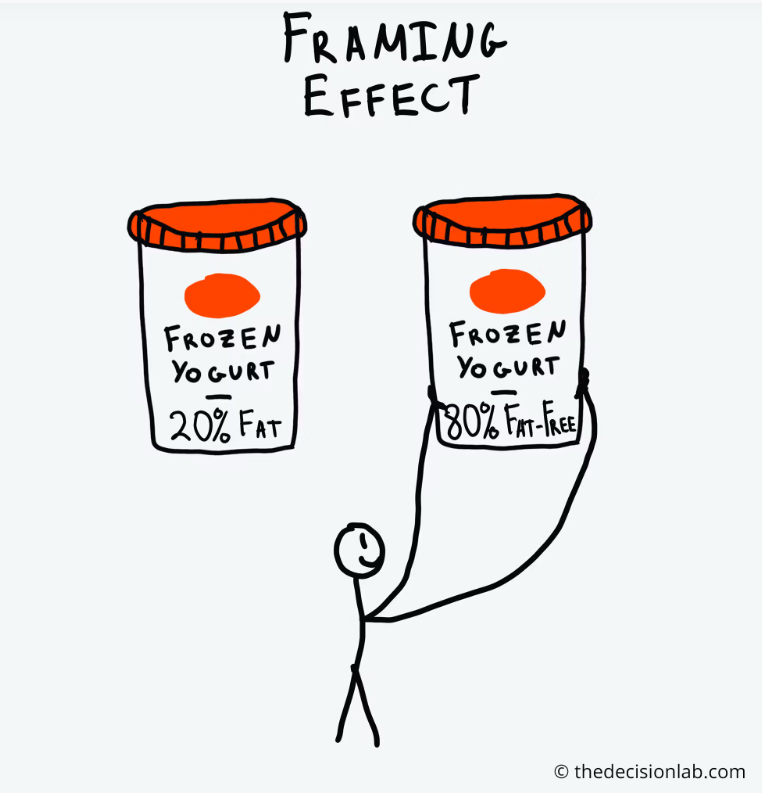 FRAMING
EFFECT
FROZEN
YOGURT
20% FAT
FROZEN
YOGURT
80% FAT-FREE
© thedecisionlab.com